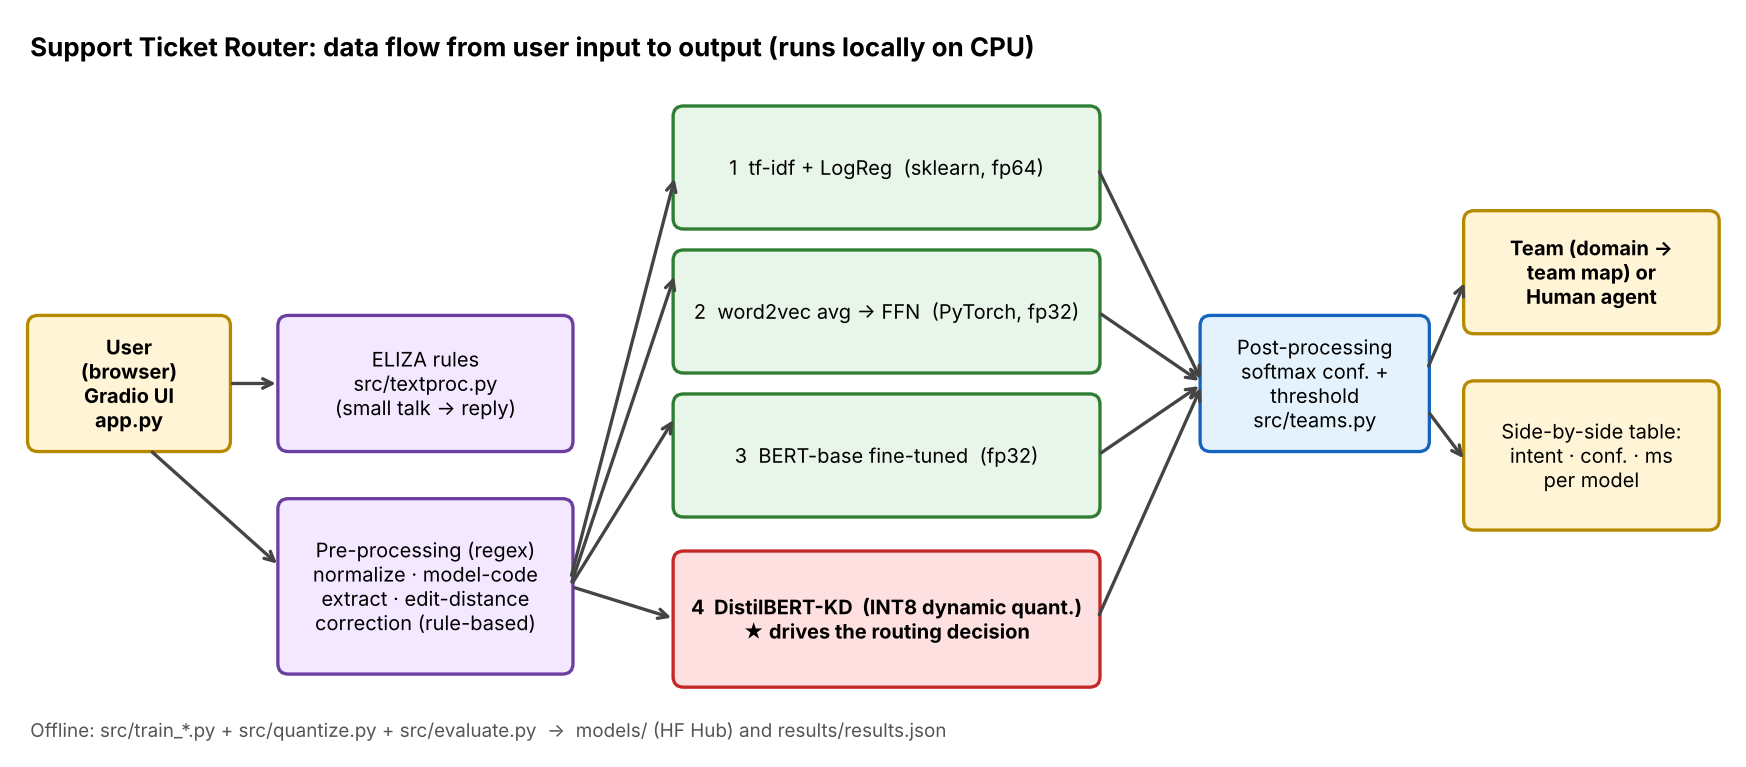 Support Ticket Router: data flow from user input to output (runs locally on CPU)
User
(browser)
Gradio UI
app.py
ELIZA rules
src/textproc.py
(small talk → reply)
Pre-processing (regex)
normalize · model-code
extract · edit-distance
correction (rule-based)
1 tf-idf + LogReg (sklearn, fp64)
2 word2vec avg → FFN (PyTorch, fp32)
3 BERT-base fine-tuned (fp32)
4 DistilBERT-KD (INT8 dynamic quant.)
★ drives the routing decision
Post-processing
softmax conf. +
threshold
src/teams.py
Team (domain →
team map) or
Human agent
Side-by-side table:
intent · conf. · ms
per model
Offline: src/train_*.py + src/quantize.py + src/evaluate.py → models/ (HF Hub) and results/results.json